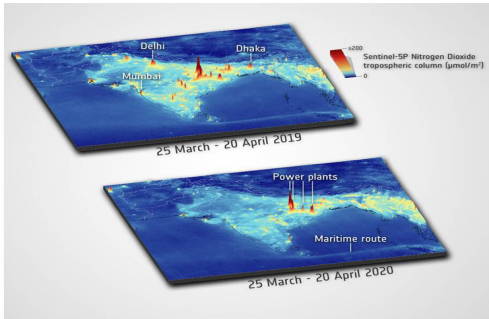 Delhi
Dhaka
Mumbai
≥200
Sentinel-5P Nitrogen Dioxide
tropospheric column (μmol/m²)
0
25 March - 20 April 2019
Power plants
Maritime route
25 March - 20 April 2020